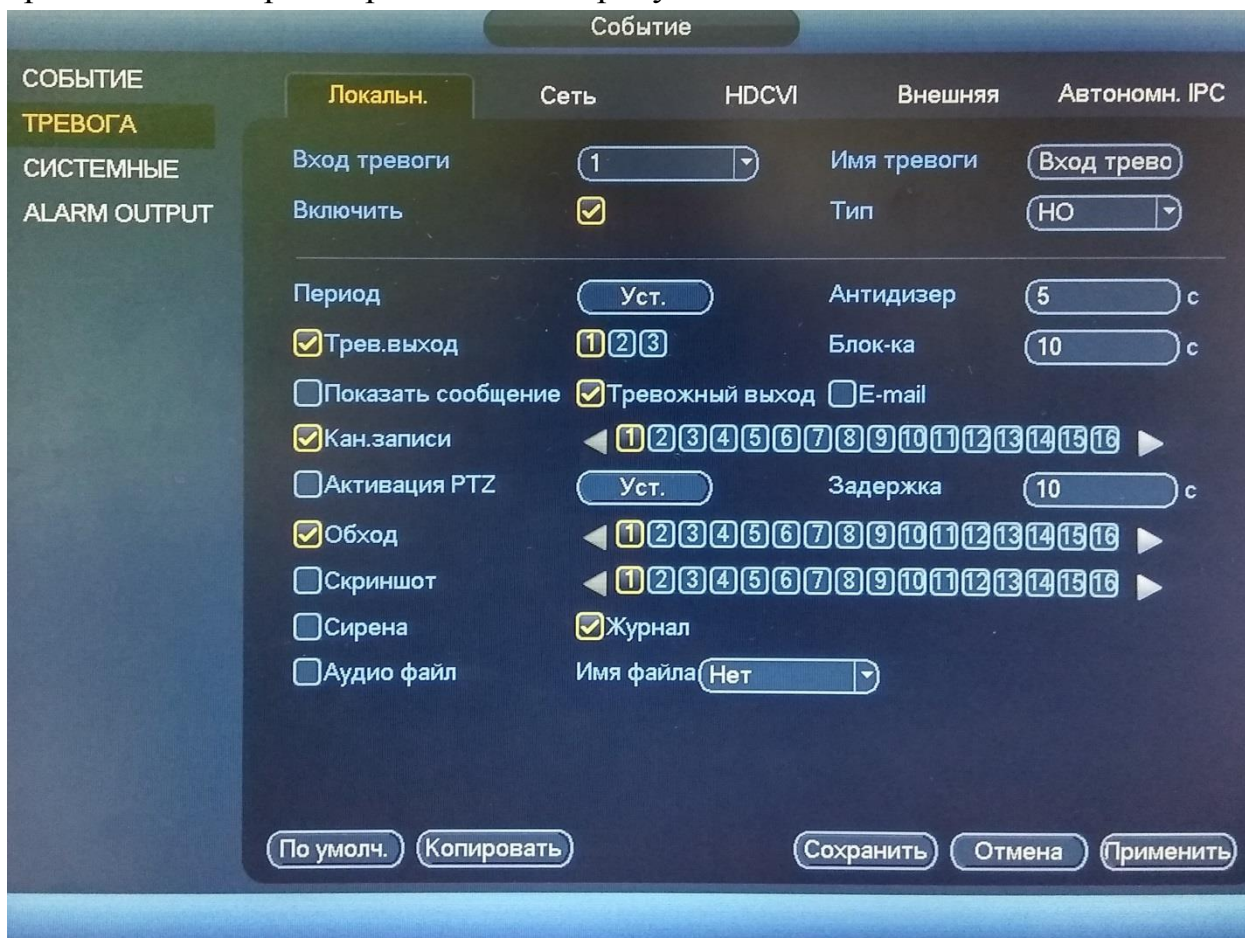 Событие
СОБЫТИЕ
ТРЕВОГА
СИСТЕМНЫЕ
ALARM OUTPUT
Локальн. Сеть HDCVI Внешняя Автономн. IPC
Вход тревоги 1 Имя тревоги Вход трево
Включить Тип НО
Период Уст. Антидизер 5 с
Трев.выход 1 2 3 Блок-ка 10 с
Показать сообщение Тревожный выход E-mail
Кан.записи 1 2 3 4 5 6 7 8 9 10 11 12 13 14 15 16
Активация PTZ Уст. Задержка 10 с
Обход 1 2 3 4 5 6 7 8 9 10 11 12 13 14 15 16
Скриншот 1 2 3 4 5 6 7 8 9 10 11 12 13 14 15 16
Сирена Журнал
Аудио файл Имя файла Нет
По умолч. Копировать Сохранить Отмена Применить